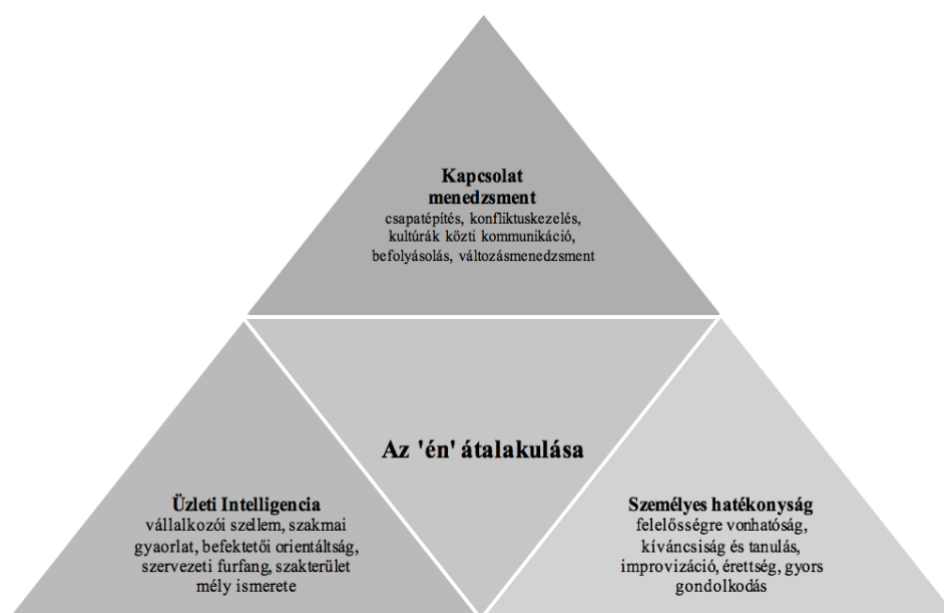 Kapcsolat
menedzsment
csapatépítés, konfliktuskezelés,
kultúrák közti kommunikáció,
befolyásolás, változásmenedzsment
Az 'én' átalakulása
Üzleti Intelligencia
vállalkozói szellem, szakmai
gyaorlat, befektetői orientáltság,
szervezeti furfang, szakterület
mély ismerete
Személyes hatékonyság
felelősségre vonhatóság,
kíváncsiság és tanulás,
improvizáció, érettség, gyors
gondolkodás